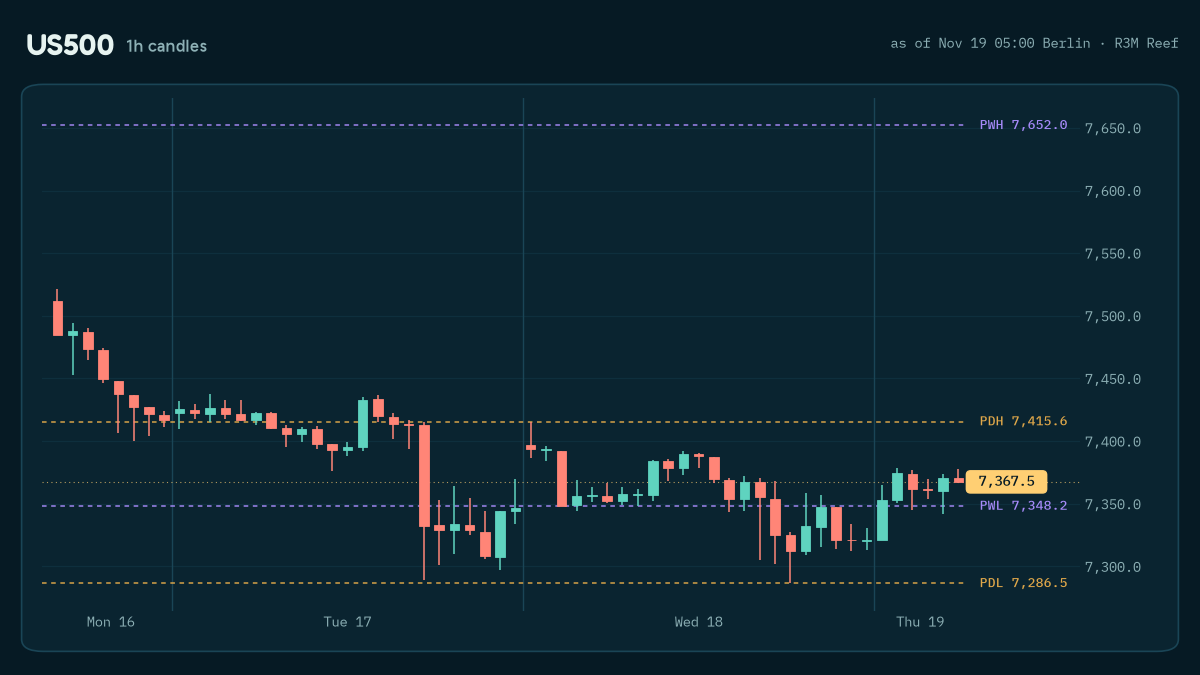 US500 1h candles
as of Nov 19 05:00 Berlin · R3M Reef
PWH 7,652.0
7,650.0
7,600.0
7,550.0
7,500.0
7,450.0
PDH 7,415.6
7,400.0
7,367.5
7,350.0
PWL 7,348.2
7,300.0
PDL 7,286.5
Mon 16 Tue 17 Wed 18 Thu 19